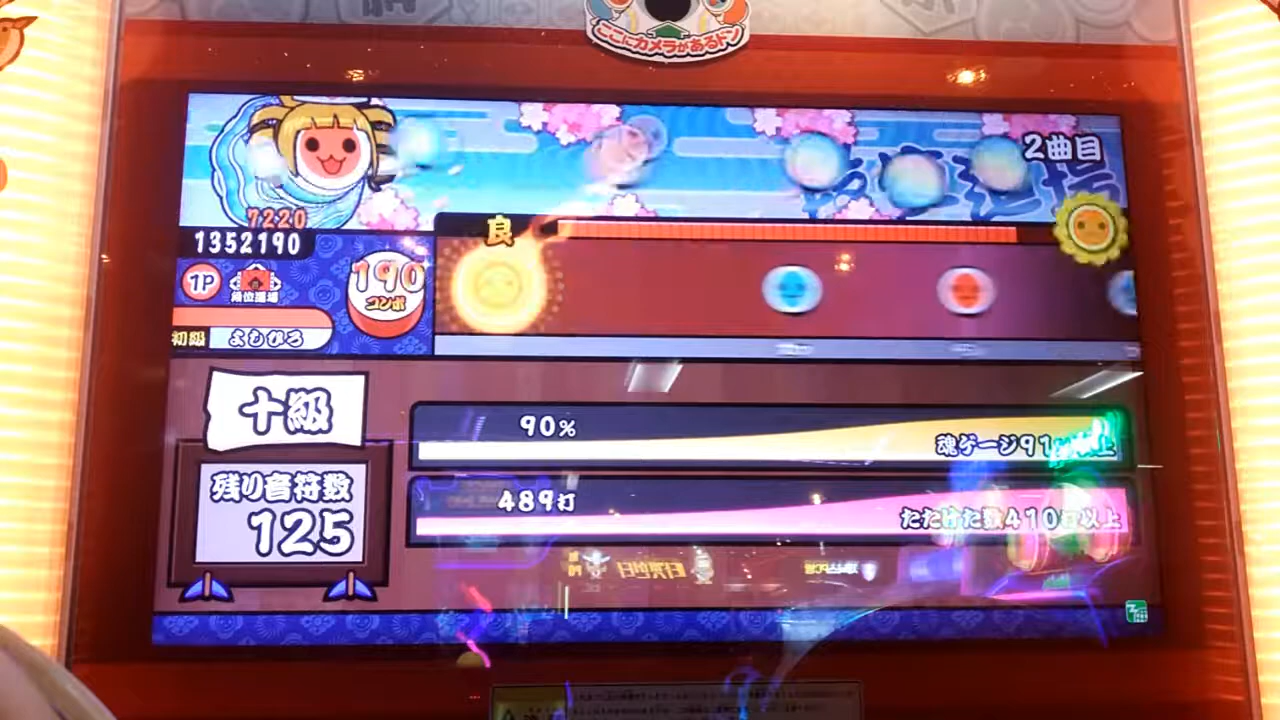 ここにカメラがあるドン
2曲目
7220
1352190
良
1P
段位道場
190
コンボ
初級
よしひろ
十級
90%
魂ゲージ91
以上
残り音符数
125
489打
たたけた数410打以上